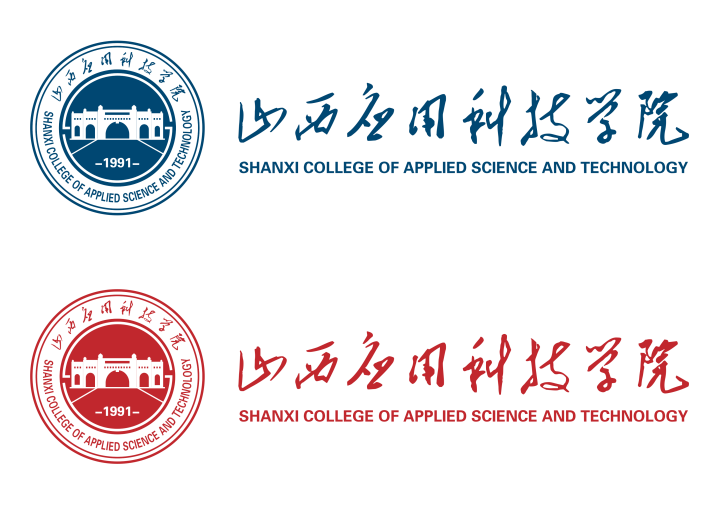 山西应用科技学院
SHANXI COLLEGE OF APPLIED SCIENCE AND TECHNOLOGY
–1991–
山西应用科技学院
SHANXI COLLEGE OF APPLIED SCIENCE AND TECHNOLOGY
山西应用科技学院
SHANXI COLLEGE OF APPLIED SCIENCE AND TECHNOLOGY
–1991–
山西应用科技学院
SHANXI COLLEGE OF APPLIED SCIENCE AND TECHNOLOGY